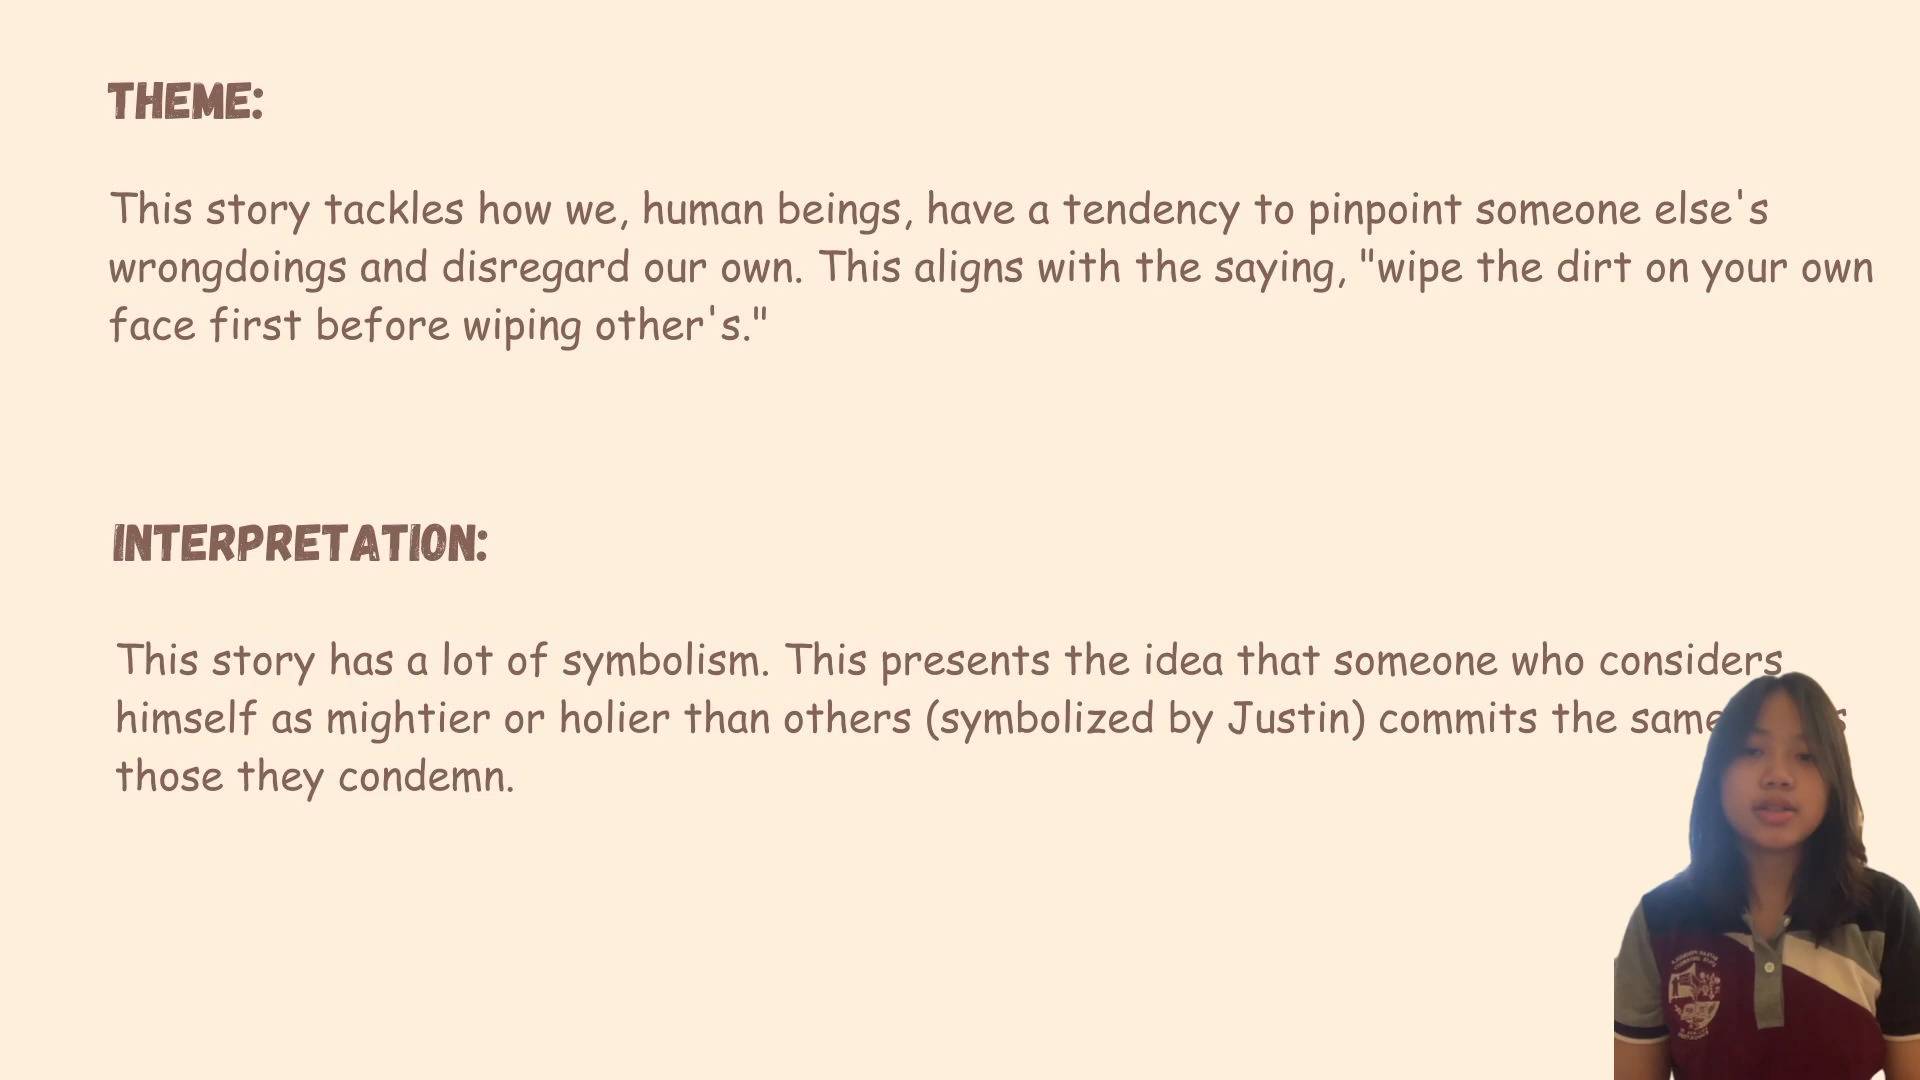 THEME:
This story tackles how we, human beings, have a tendency to pinpoint someone else's
wrongdoings and disregard our own. This aligns with the saying, "wipe the dirt on your own
face first before wiping other's."
INTERPRETATION:
This story has a lot of symbolism. This presents the idea that someone who considers
himself as mightier or holier than others (symbolized by Justin) commits the same
those they condemn.